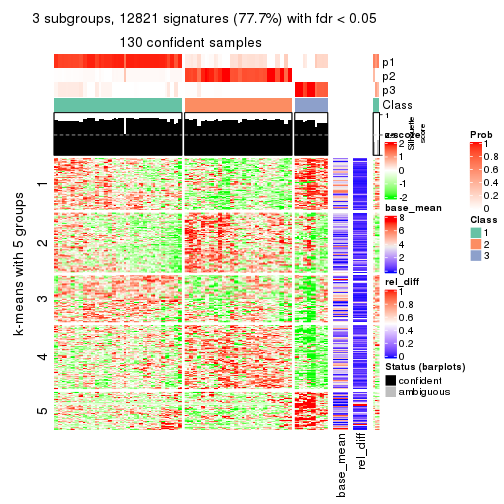 3 subgroups, 12821 signatures (77.7%) with fdr < 0.05
130 confident samples
p1
p2
p3
Class
1
0
Silhouette
score
k-means with 5 groups
1
2
3
4
5
base_mean
rel_diff
z-score
2
1
0
-1
-2
base_mean
8
6
4
2
0
rel_diff
1
0.8
0.6
0.4
0.2
0
Status (barplots)
confident
ambiguous
Prob
1
0.8
0.6
0.4
0.2
0
Class
1
2
3